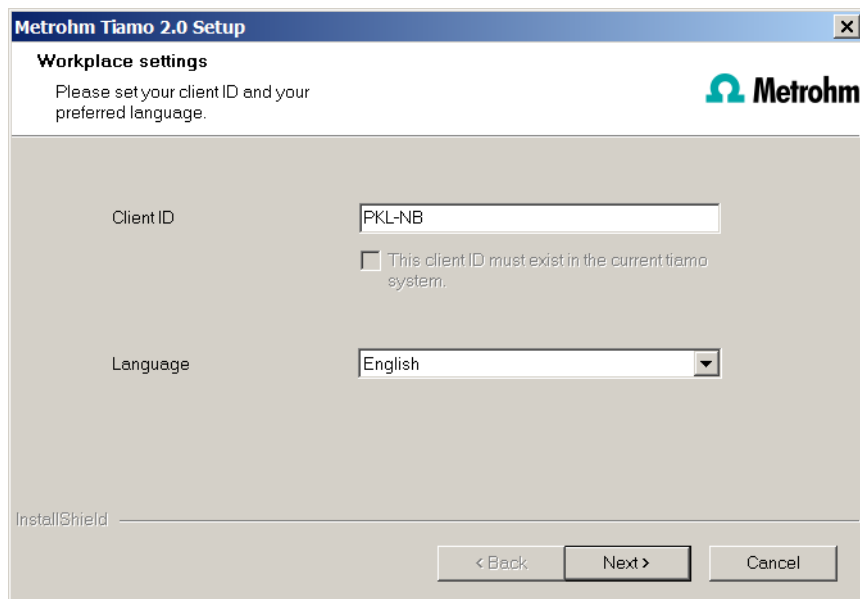 Metrohm Tiamo 2.0 Setup
Workplace settings
Please set your client ID and your
preferred language.
Metrohm
Client ID
PKL-NB
This client ID must exist in the current tiamo
system.
Language
English
InstallShield
< Back
Next >
Cancel